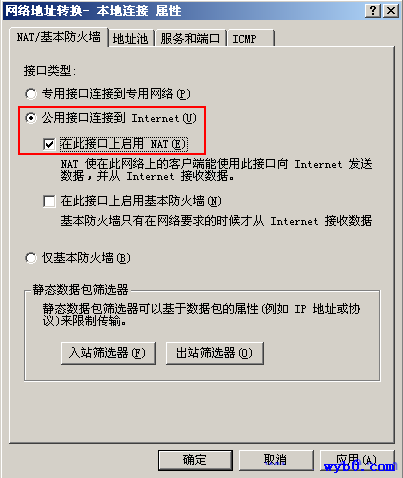 网络地址转换- 本地连接 属性
NAT/基本防火墙 地址池 服务和端口 ICMP
接口类型:
专用接口连接到专用网络(P)
公用接口连接到 Internet(U)
在此接口上启用 NAT(E)
NAT 使在此网络上的客户端能使用此接口向 Internet 发送
数据，并从 Internet 接收数据。
在此接口上启用基本防火墙(N)
基本防火墙只有在网络要求的时候才从 Internet 接收数据
仅基本防火墙(B)
静态数据包筛选器
静态数据包筛选器可以基于数据包的属性(例如 IP 地址或协
议)来限制传输。
入站筛选器(F) 出站筛选器(O)
确定 取消 应用(A)
wyb0.com